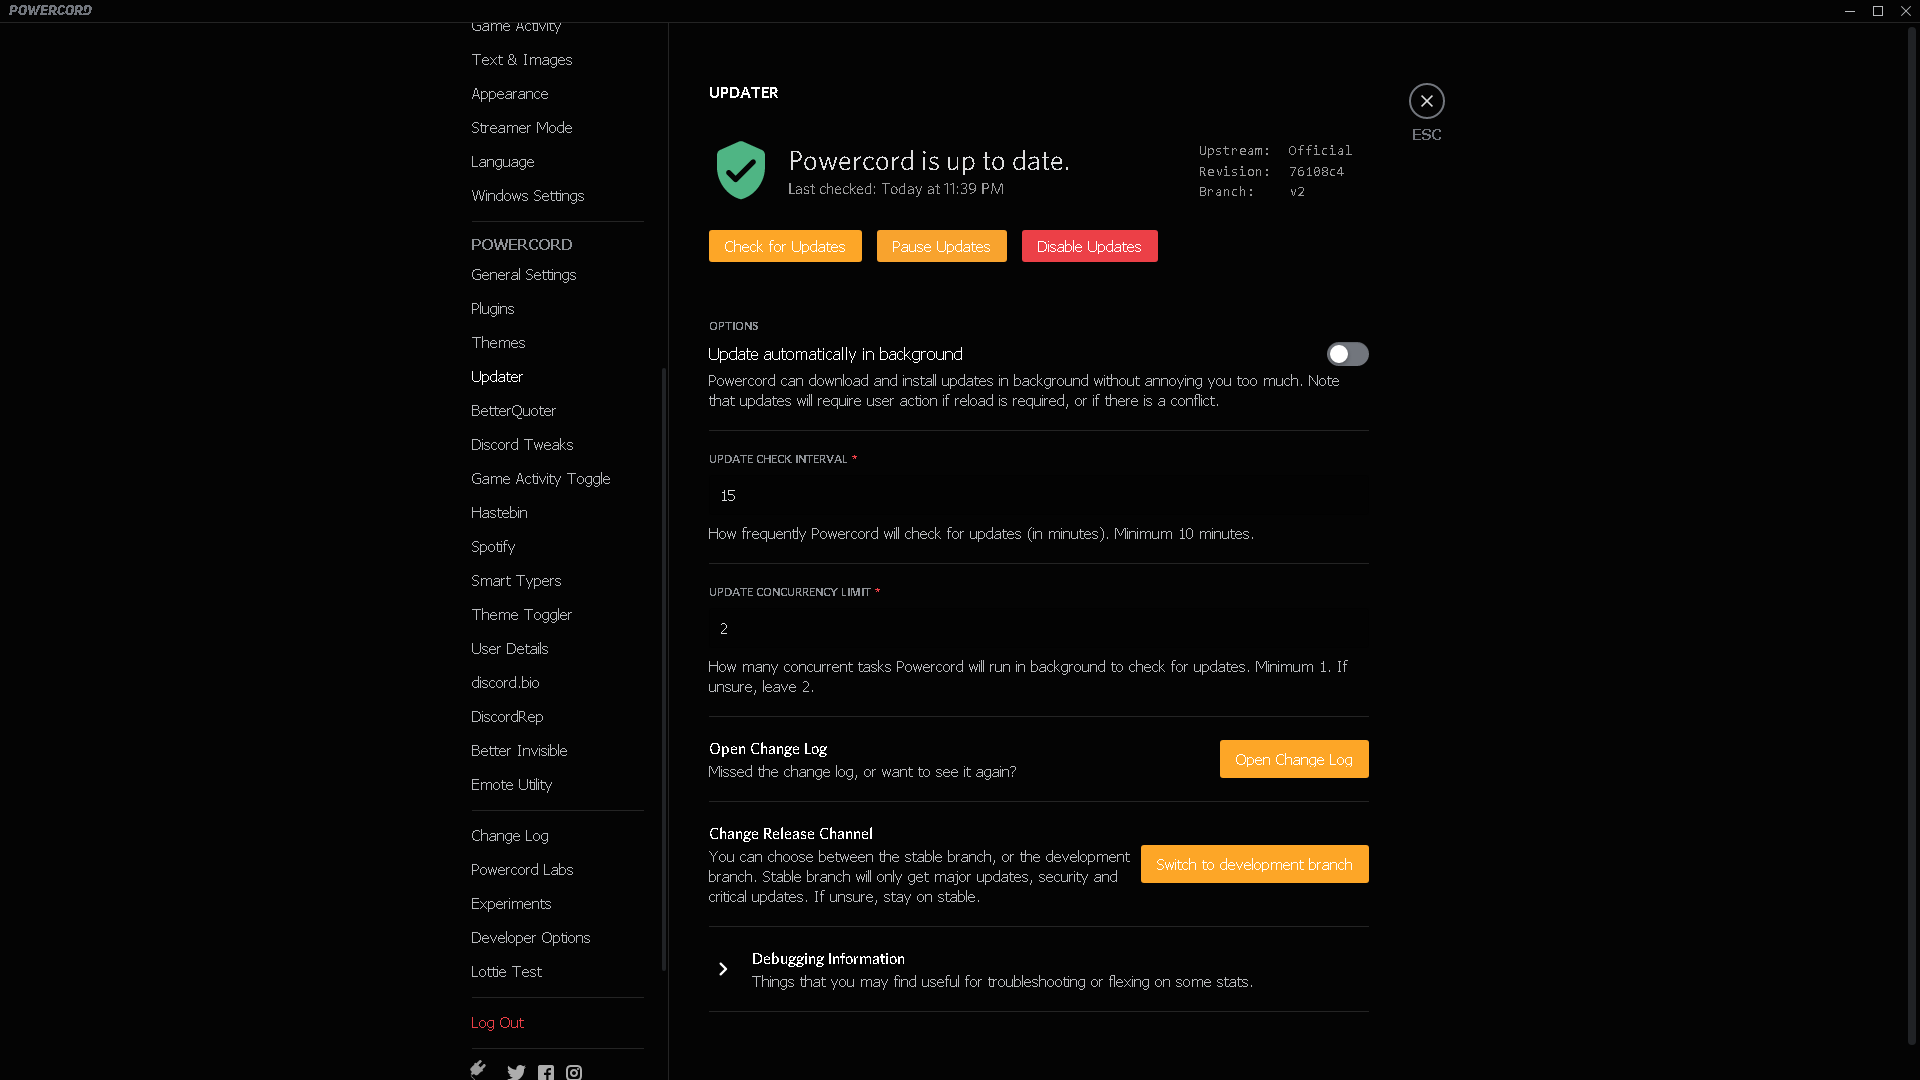 POWERCORD
Game Activity
Text & Images
Appearance
Streamer Mode
Language
Windows Settings
POWERCORD
General Settings
Plugins
Themes
Updater
BetterQuoter
Discord Tweaks
Game Activity Toggle
Hastebin
Spotify
Smart Typers
Theme Toggler
User Details
discord.bio
DiscordRep
Better Invisible
Emote Utility
Change Log
Powercord Labs
Experiments
Developer Options
Lottie Test
Log Out
UPDATER
ESC
Powercord is up to date.
Last checked: Today at 11:39 PM
Upstream: Official
Revision: 76108c4
Branch: v2
Check for Updates
Pause Updates
Disable Updates
OPTIONS
Update automatically in background
Powercord can download and install updates in background without annoying you too much. Note
that updates will require user action if reload is required, or if there is a conflict.
UPDATE CHECK INTERVAL *
15
How frequently Powercord will check for updates (in minutes). Minimum 10 minutes.
UPDATE CONCURRENCY LIMIT *
2
How many concurrent tasks Powercord will run in background to check for updates. Minimum 1. If
unsure, leave 2.
Open Change Log
Missed the change log, or want to see it again?
Open Change Log
Change Release Channel
You can choose between the stable branch, or the development
branch. Stable branch will only get major updates, security and
critical updates. If unsure, stay on stable.
Switch to development branch
Debugging Information
Things that you may find useful for troubleshooting or flexing on some stats.